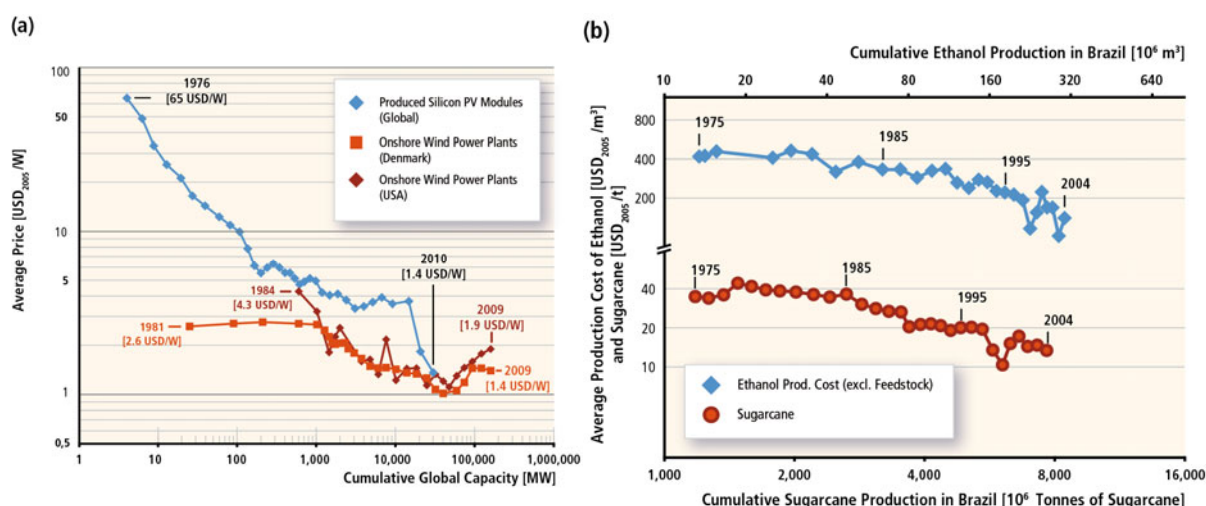 (a)
Average Price [USD2005/W]
100
50
10
5
1
0,5
1976
[65 USD/W]
Produced Silicon PV Modules
(Global)
Onshore Wind Power Plants
(Denmark)
Onshore Wind Power Plants
(USA)
2010
[1.4 USD/W]
1984
[4.3 USD/W]
1981
[2.6 USD/W]
2009
[1.9 USD/W]
2009
[1.4 USD/W]
1 10 100 1,000 10,000 100,000 1,000,000
Cumulative Global Capacity [MW]
(b)
Cumulative Ethanol Production in Brazil [10⁶ m³]
10 20 40 80 160 320 640
Average Production Cost of Ethanol [USD2005/m³]
and Sugarcane [USD2005/t]
800
400
200
40
20
10
1975
1985
1995
2004
1975
1985
1995
2004
Ethanol Prod. Cost (excl. Feedstock)
Sugarcane
1,000 2,000 4,000 8,000 16,000
Cumulative Sugarcane Production in Brazil [10⁶ Tonnes of Sugarcane]